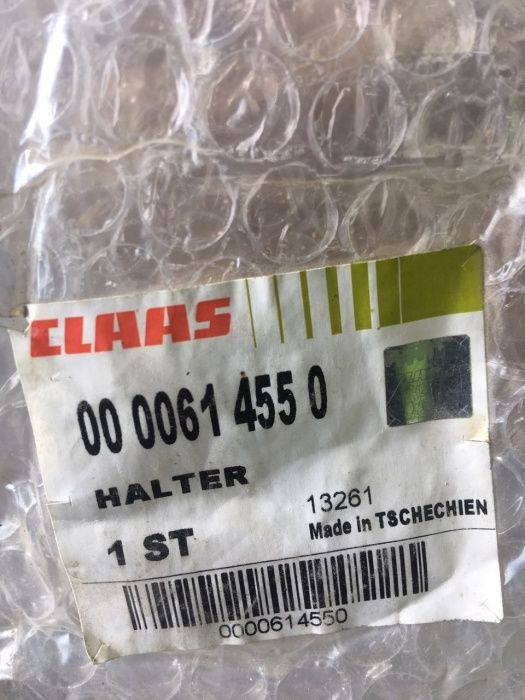 CLAAS
00 0061 455 0
HALTER
13261
1 ST
Made in TSCHECHIEN
0000614550